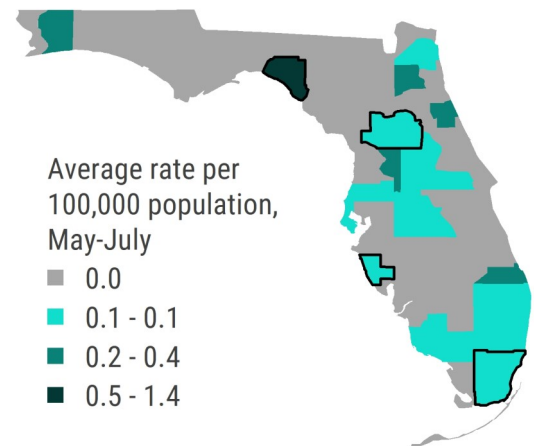 Average rate per
100,000 population,
May-July
0.0
0.1 - 0.1
0.2 - 0.4
0.5 - 1.4